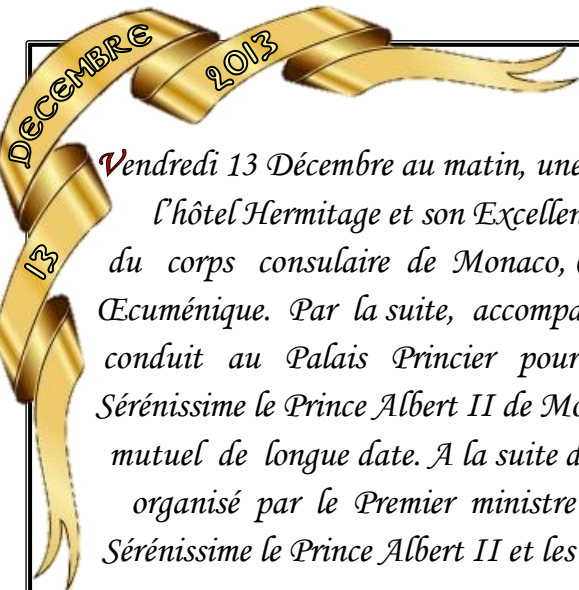 13 DECEMBRE 2013
Vendredi 13 Décembre au matin, une
l'hôtel Hermitage et son Excellen
du corps consulaire de Monaco,
Œcuménique. Par la suite, accompa
conduit au Palais Princier pour
Sérénissime le Prince Albert II de Mo
mutuel de longue date. A la suite d
organisé par le Premier ministre
Sérénissime le Prince Albert II et les